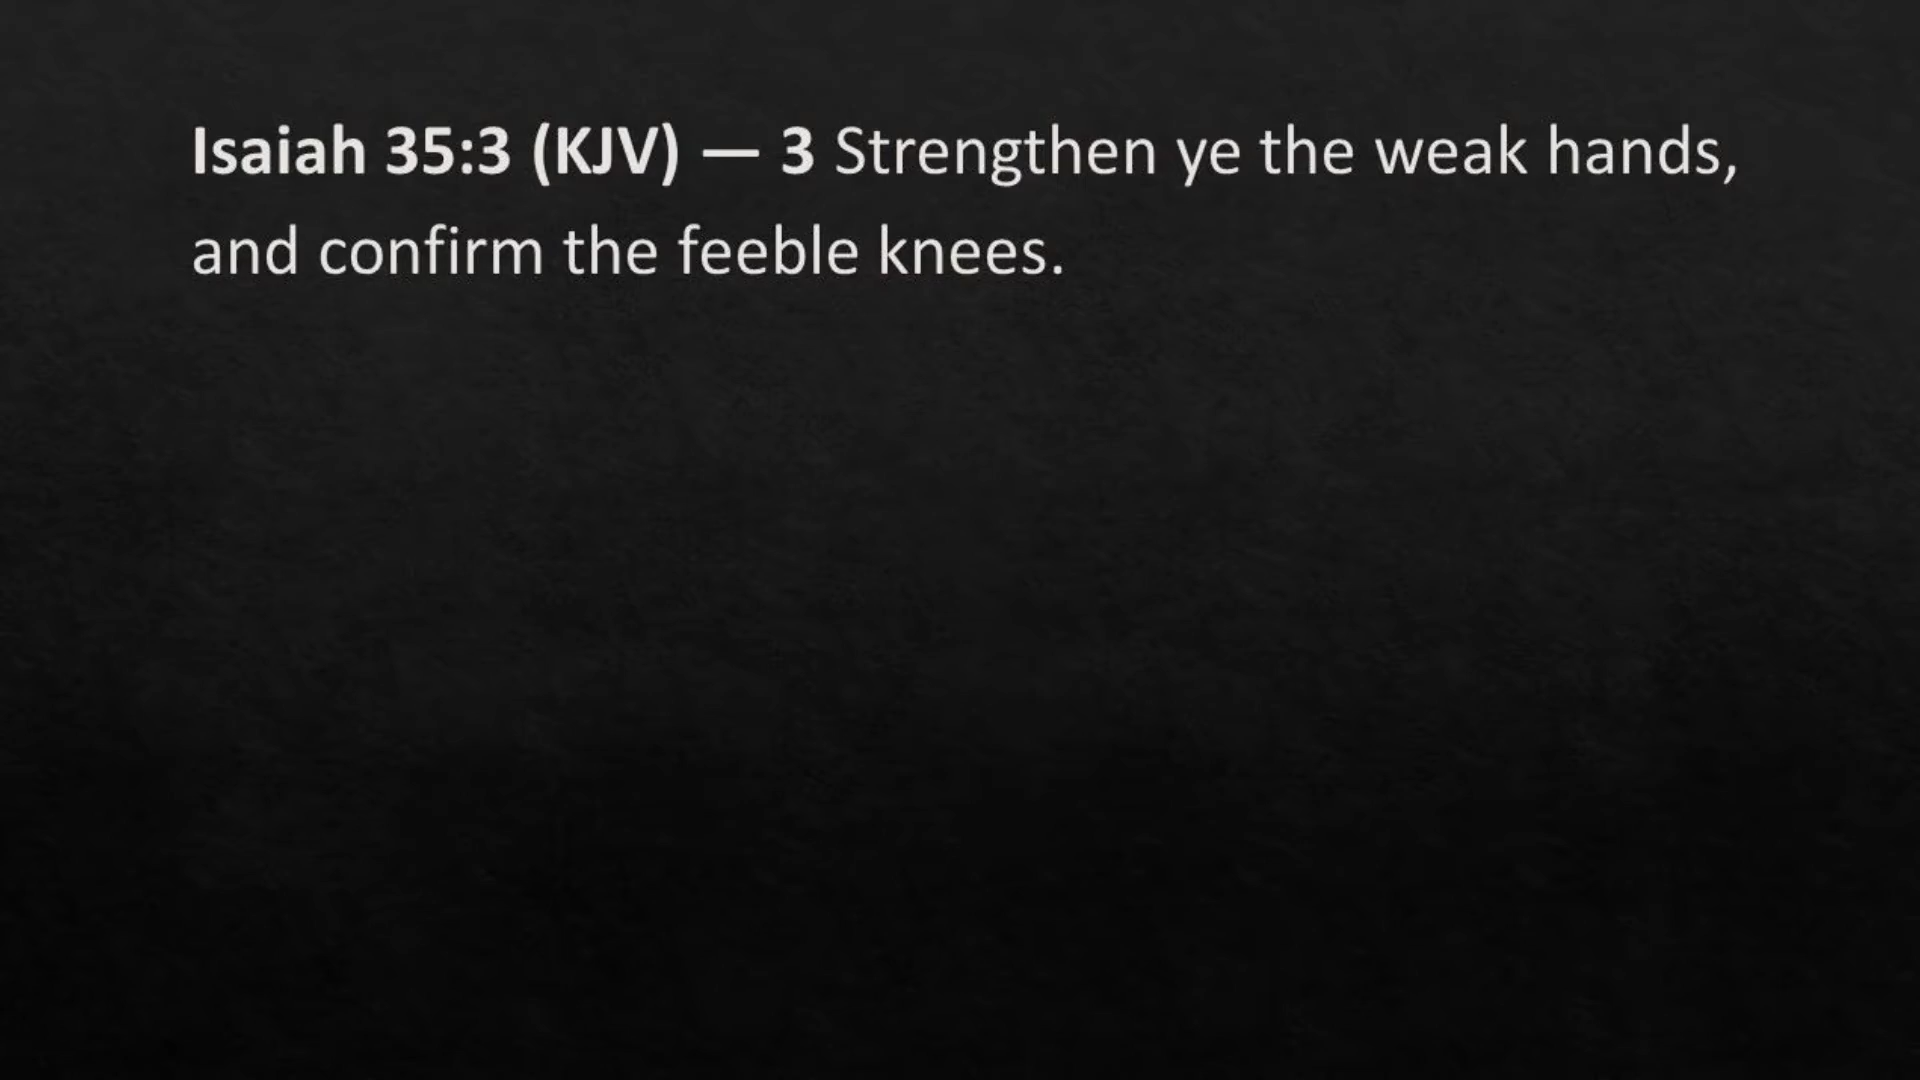 Isaiah 35:3 (KJV) — 3 Strengthen ye the weak hands,
and confirm the feeble knees.